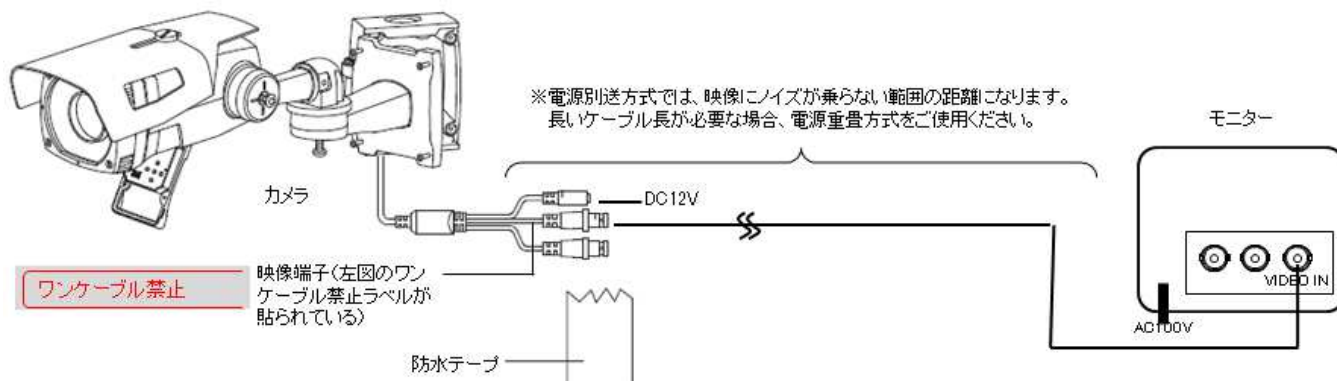 ※電源別送方式では、映像にノイズが乗らない範囲の距離になります。
長いケーブル長が必要な場合、電源重畳方式をご使用ください。
モニター
カメラ
DC12V
ワンケーブル禁止
映像端子(左図のワン
ケーブル禁止ラベルが
貼られている)
VIDEO IN
AC100V
防水テープ